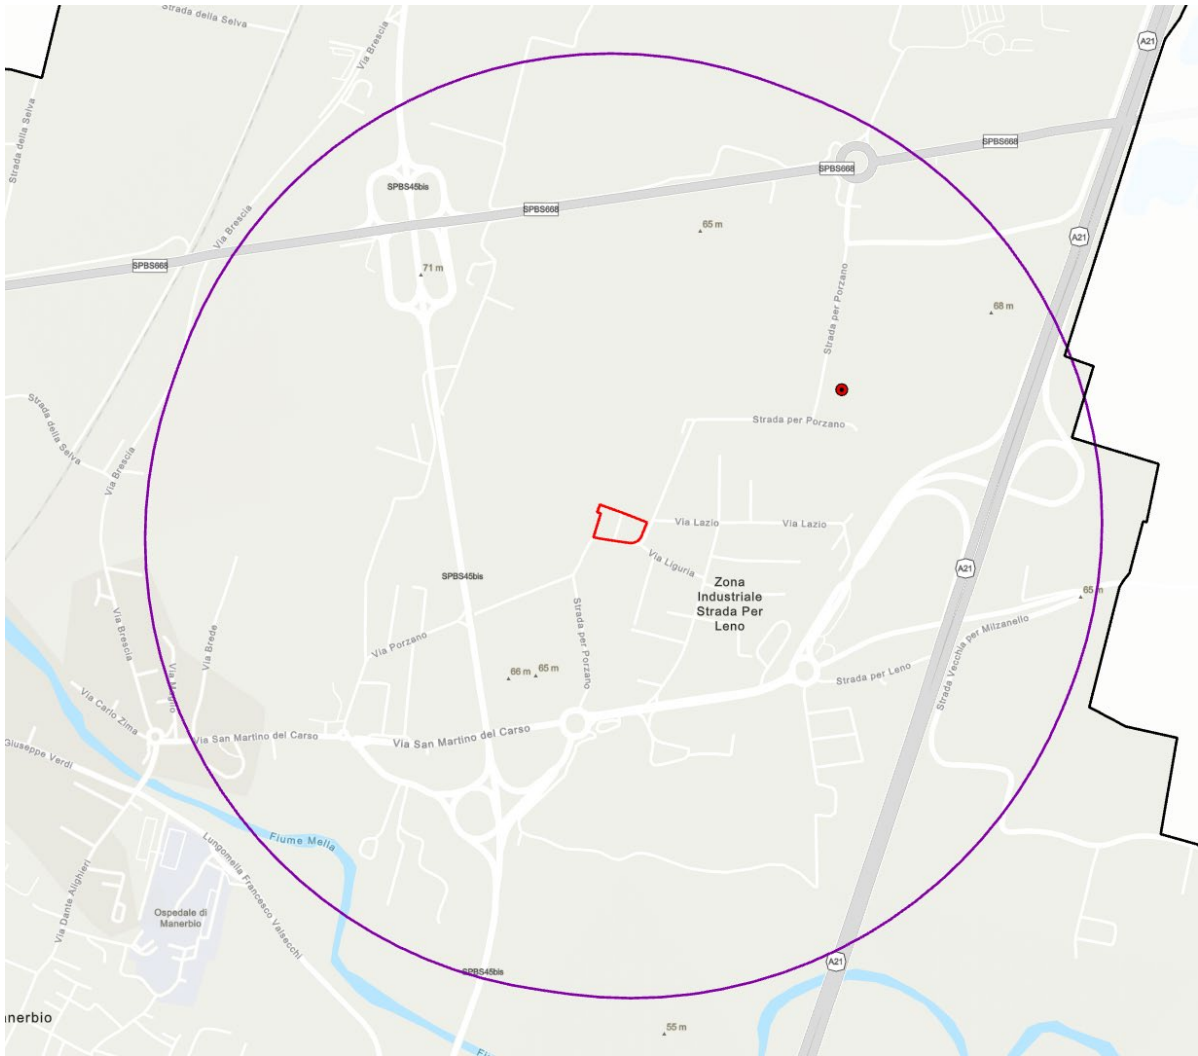 Strada della Selva
Via Brescia
A21
Strada della Selva
SPBS45bis
SPBS668
SPBS668
SPBS668
65 m
Via Brescia
A21
SPBS668
71 m
Strada per Porzano
68 m
Strada della Selva
Via Brescia
Strada per Porzano
Via Lazio
Via Lazio
Via Liguria
A21
SPBS45bis
Zona
Industriale
Strada Per
Leno
65 m
Via Brescia
Via Brede
Via Porzano
Strada per Porzano
Strada Vecchia per Milzanello
66 m
65 m
Strada per Leno
Via Maglio
Via Carlo Zima
Via San Martino del Carso
Via San Martino del Carso
Giuseppe Verdi
Fiume Mella
Lungomella Francesco Valsecchi
Via Dante Alighieri
Ospedale di
Manerbio
A21
SPBS45bis
nerbio
55 m